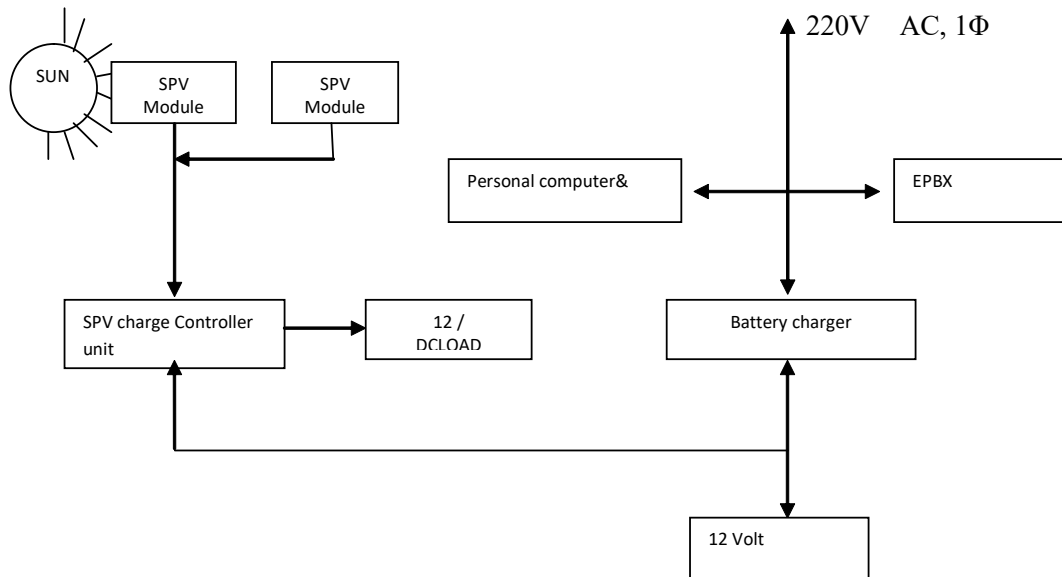 220V AC, 1Φ
SUN
SPV
Module
SPV
Module
Personal computer&
EPBX
SPV charge Controller
unit
12 /
DCLOAD
Battery charger
12 Volt